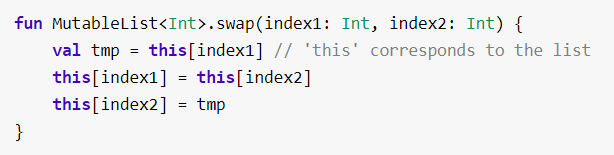 fun MutableList<Int>.swap(index1: Int, index2: Int) {
    val tmp = this[index1] // 'this' corresponds to the list
    this[index1] = this[index2]
    this[index2] = tmp
}